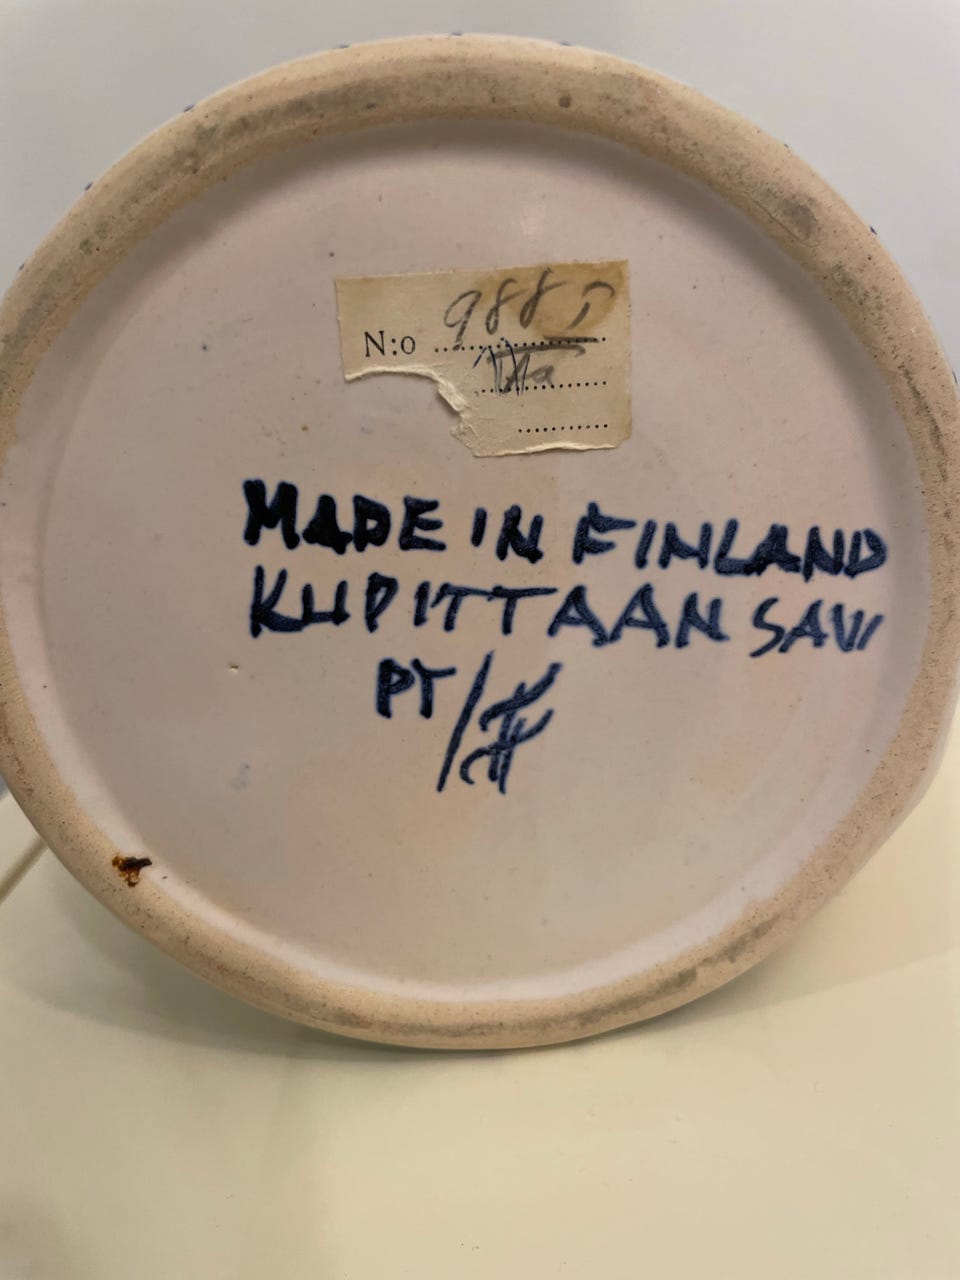 N:o 988 D
MADE IN FINLAND
KUPITTAAN SAVI
PT/